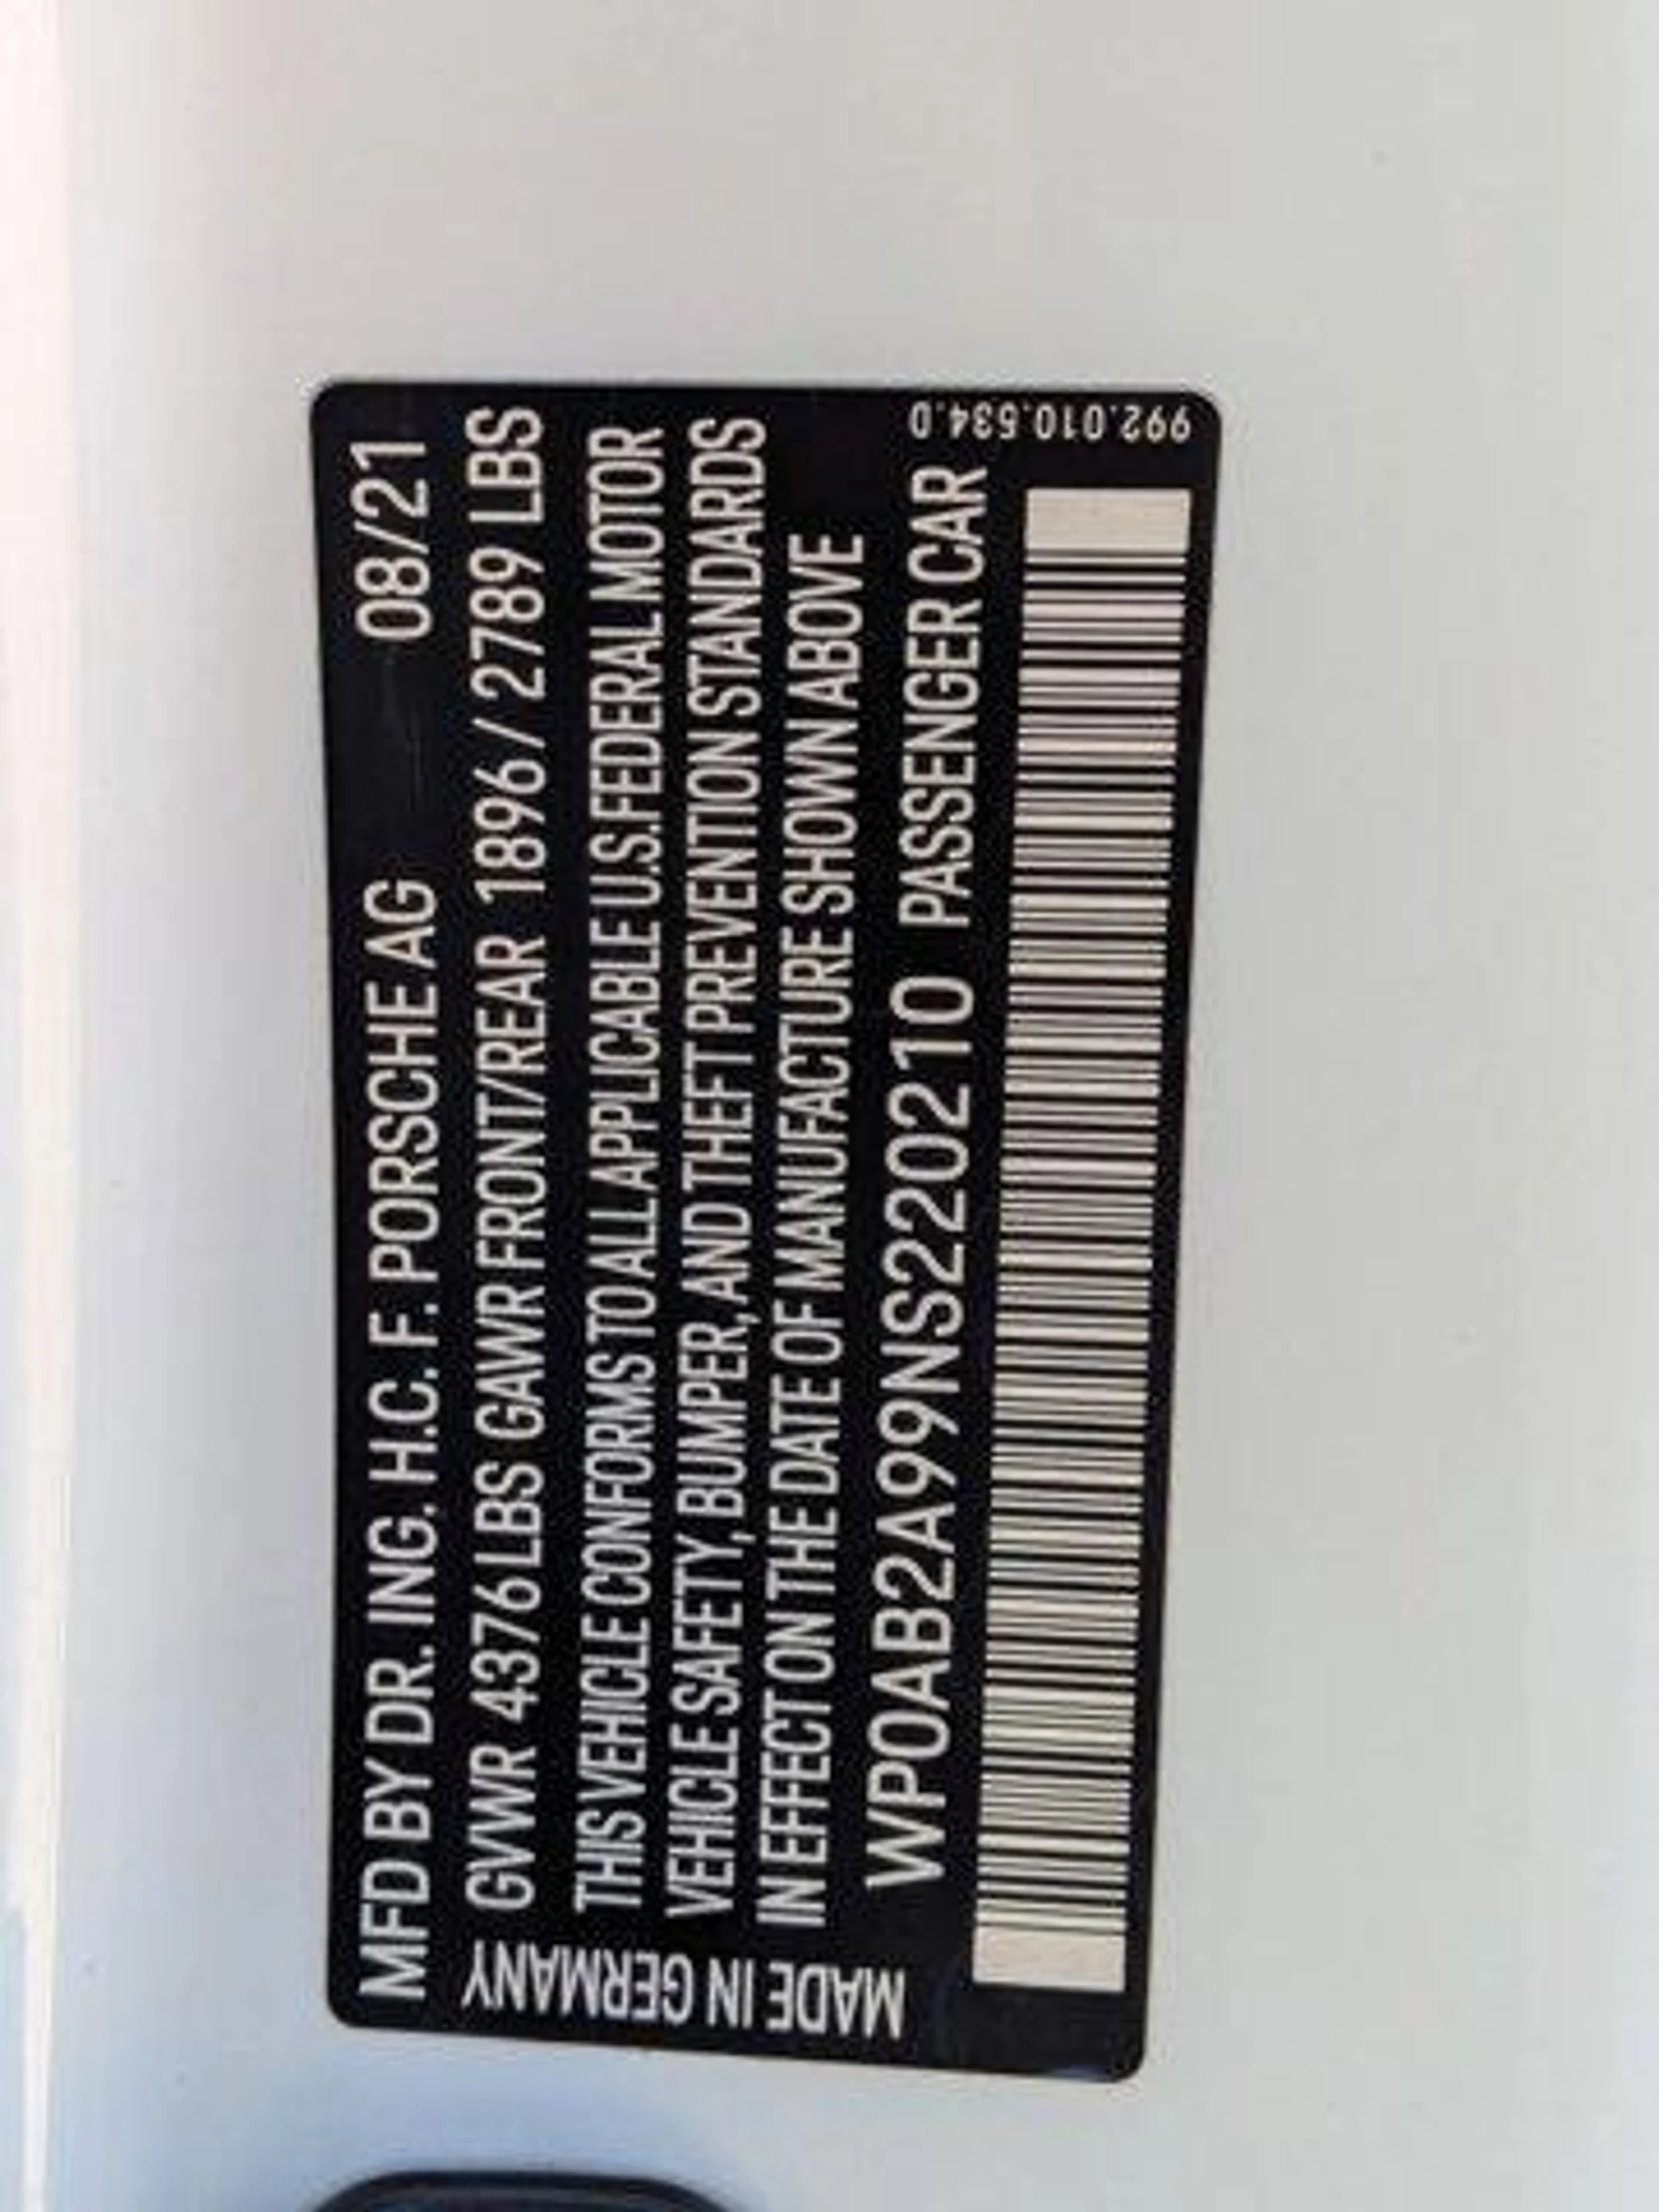 MFD BY DR. ING. H.C. F. PORSCHE AG 08/21
GVWR 4376 LBS GAWR FRONT/REAR 1896 / 2789 LBS
THIS VEHICLE CONFORMS TO ALL APPLICABLE U.S. FEDERAL MOTOR
VEHICLE SAFETY, BUMPER, AND THEFT PREVENTION STANDARDS
IN EFFECT ON THE DATE OF MANUFACTURE SHOWN ABOVE
WP0AB2A99NS220210 PASSENGER CAR
MADE IN GERMANY
992.010.534.D